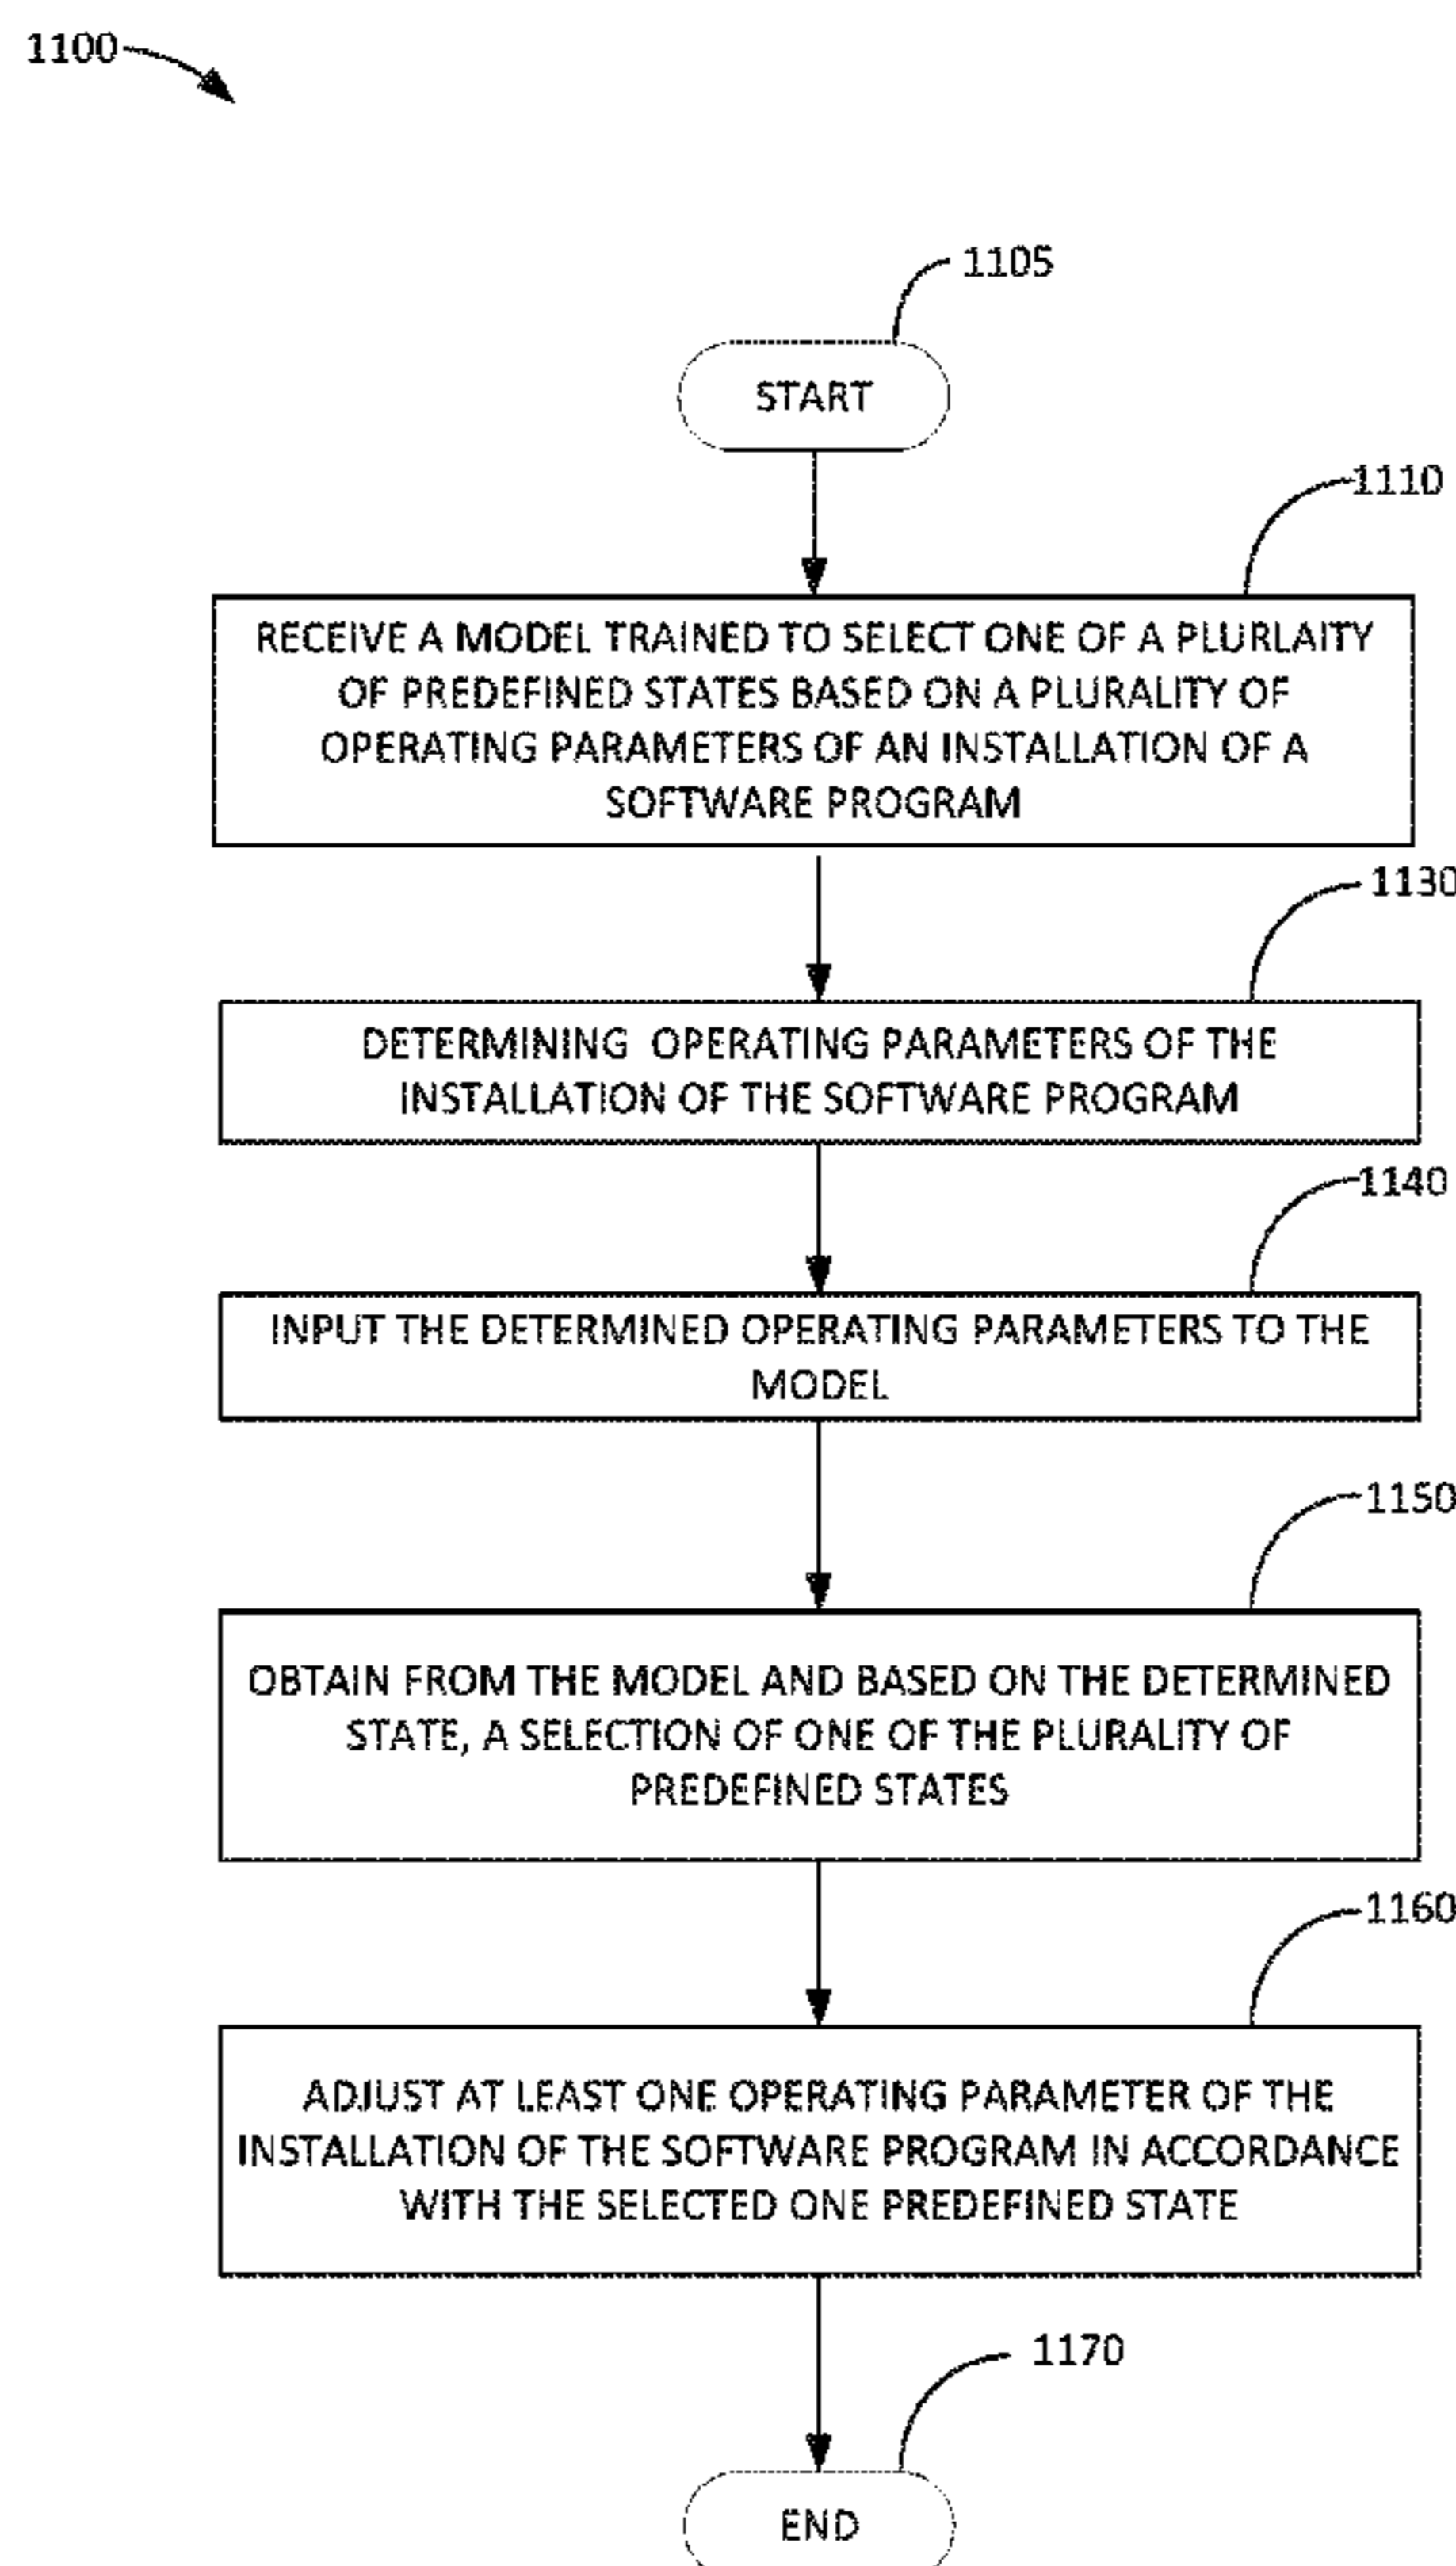 1100
1105
START
1110
RECEIVE A MODEL TRAINED TO SELECT ONE OF A PLURLAITY
OF PREDEFINED STATES BASED ON A PLURALITY OF
OPERATING PARAMETERS OF AN INSTALLATION OF A
SOFTWARE PROGRAM
1130
DETERMINING OPERATING PARAMETERS OF THE
INSTALLATION OF THE SOFTWARE PROGRAM
1140
INPUT THE DETERMINED OPERATING PARAMETERS TO THE
MODEL
1150
OBTAIN FROM THE MODEL AND BASED ON THE DETERMINED
STATE, A SELECTION OF ONE OF THE PLURALITY OF
PREDEFINED STATES
1160
ADJUST AT LEAST ONE OPERATING PARAMETER OF THE
INSTALLATION OF THE SOFTWARE PROGRAM IN ACCORDANCE
WITH THE SELECTED ONE PREDEFINED STATE
1170
END